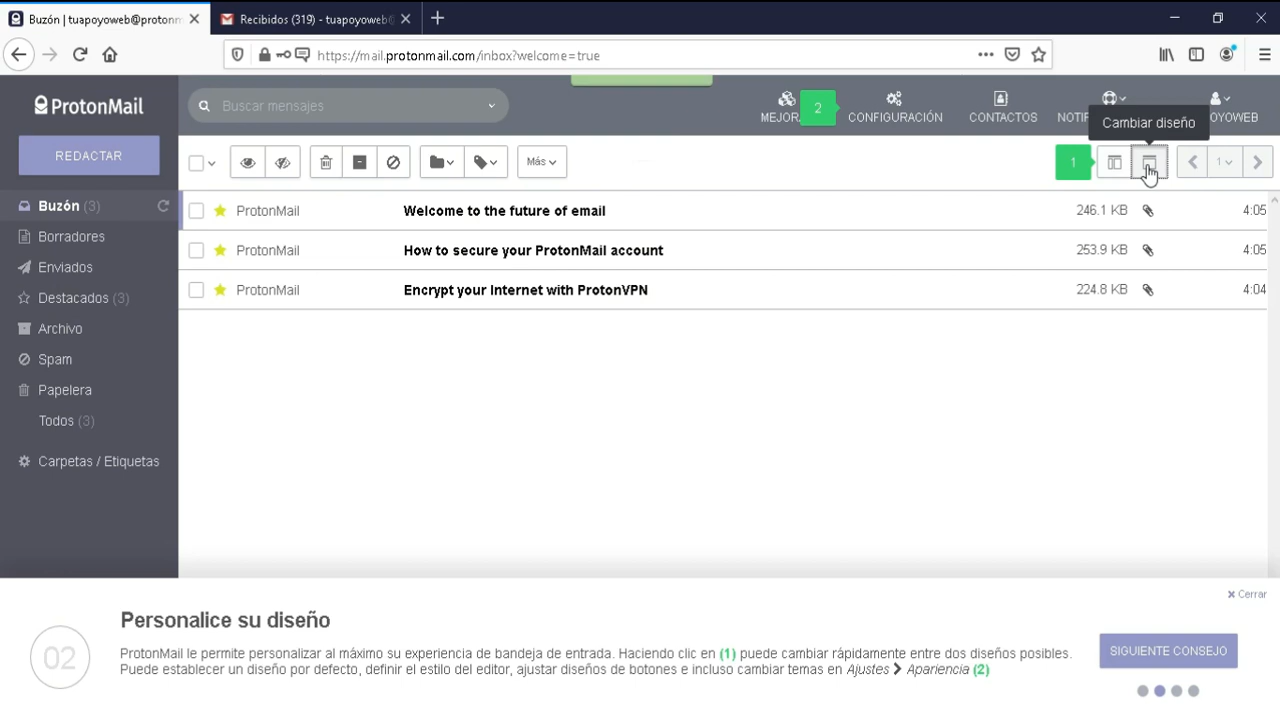 Buzón | tuapoyoweb@protonm
Recibidos (319) - tuapoyoweb@
https://mail.protonmail.com/inbox?welcome=true
ProtonMail
Buscar mensajes
MEJOR
2
CONFIGURACIÓN
CONTACTOS
NOTIF
OYOWEB
Cambiar diseño
REDACTAR
Más
1
1
Buzón (3)
Borradores
Enviados
Destacados (3)
Archivo
Spam
Papelera
Todos (3)
Carpetas / Etiquetas
ProtonMail Welcome to the future of email 246.1 KB 4:05
ProtonMail How to secure your ProtonMail account 253.9 KB 4:05
ProtonMail Encrypt your Internet with ProtonVPN 224.8 KB 4:04
Cerrar
02
Personalice su diseño
ProtonMail le permite personalizar al máximo su experiencia de bandeja de entrada. Haciendo clic en (1) puede cambiar rápidamente entre dos diseños posibles.
Puede establecer un diseño por defecto, definir el estilo del editor, ajustar diseños de botones e incluso cambiar temas en Ajustes > Apariencia (2)
SIGUIENTE CONSEJO